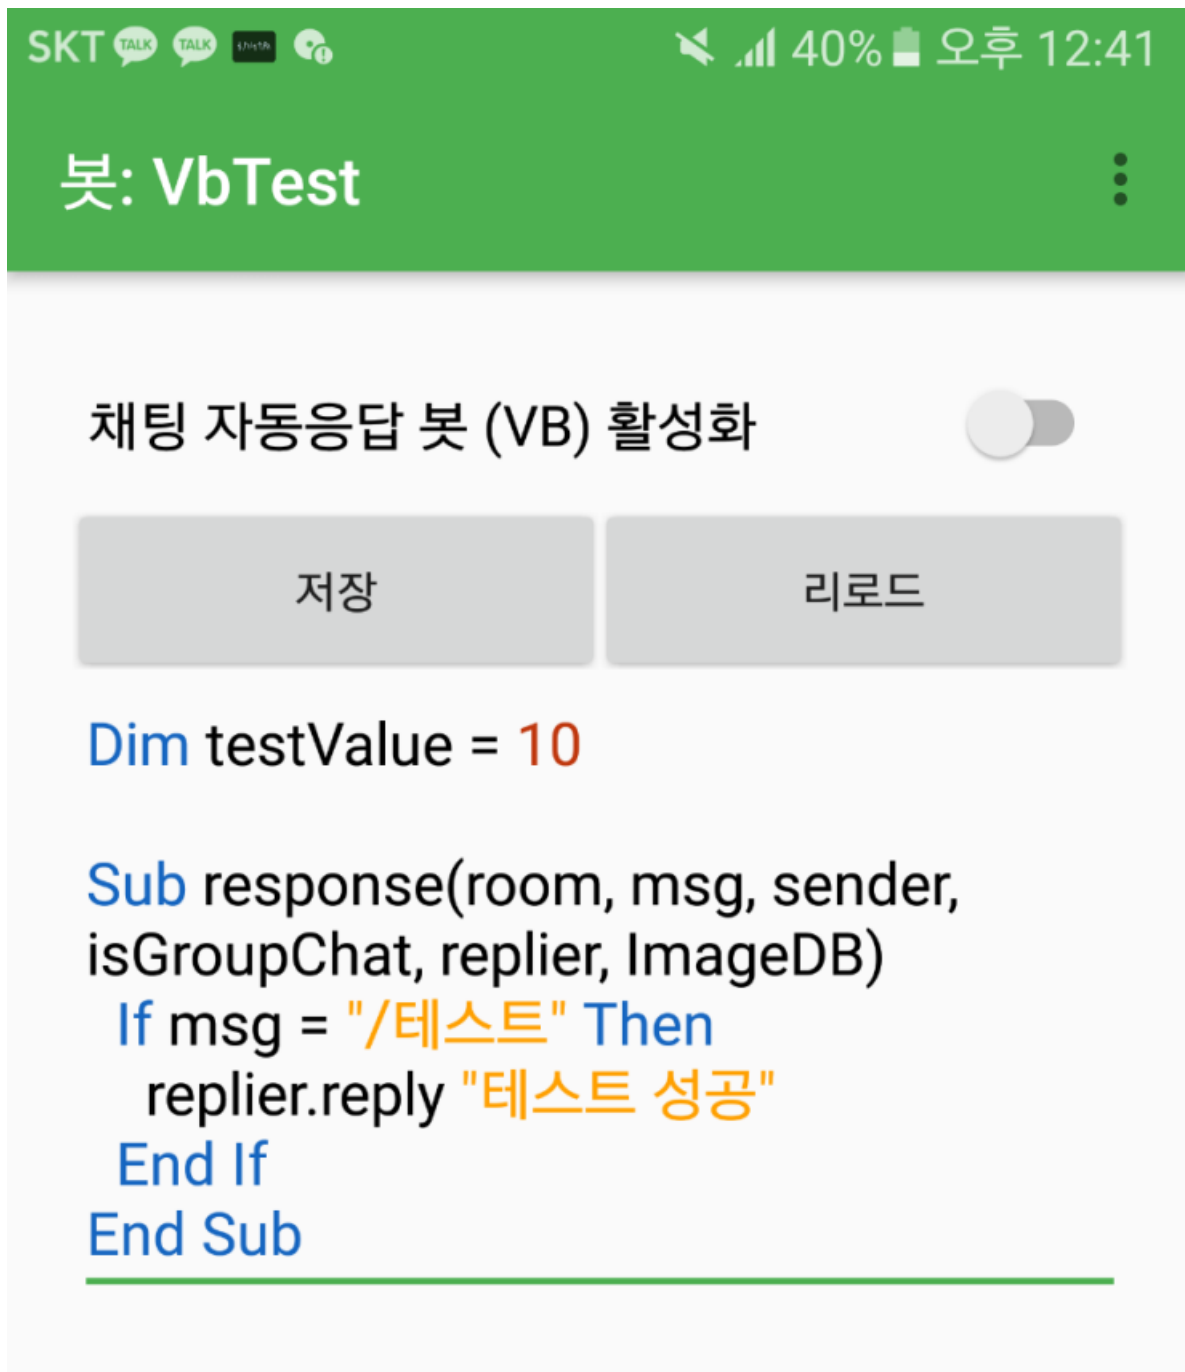 SKT TALK TALK 40% 오후 12:41
봇: VbTest
채팅 자동응답 봇 (VB) 활성화
저장 리로드
Dim testValue = 10
Sub response(room, msg, sender,
isGroupChat, replier, ImageDB)
If msg = "/테스트" Then
replier.reply "테스트 성공"
End If
End Sub